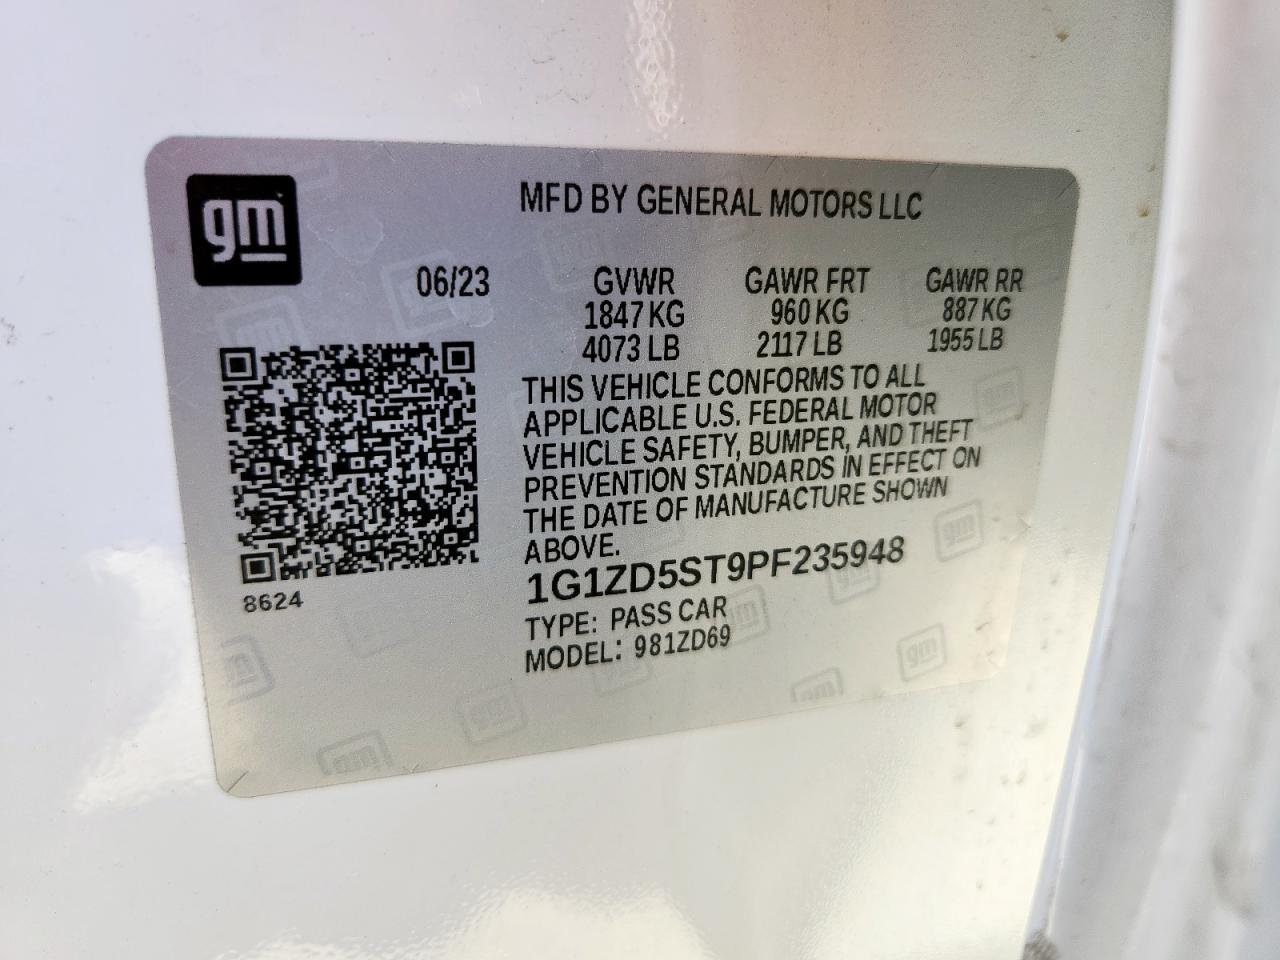 gm
MFD BY GENERAL MOTORS LLC
06/23 GVWR GAWR FRT GAWR RR
1847 KG 960 KG 887 KG
4073 LB 2117 LB 1955 LB
THIS VEHICLE CONFORMS TO ALL
APPLICABLE U.S. FEDERAL MOTOR
VEHICLE SAFETY, BUMPER, AND THEFT
PREVENTION STANDARDS IN EFFECT ON
THE DATE OF MANUFACTURE SHOWN
ABOVE.
8624
1G1ZD5ST9PF235948
TYPE: PASS CAR
MODEL: 981ZD69